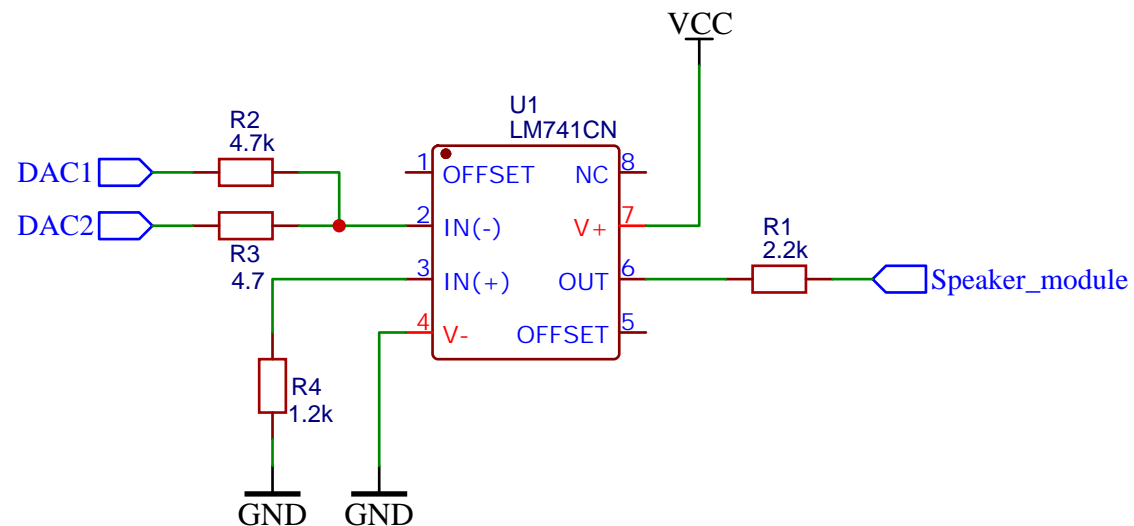 VCC
U1
LM741CN
R2
4.7k
DAC1
1
OFFSET
NC
8
DAC2
2
IN(-)
V+
7
R3
4.7
R1
2.2k
3
IN(+)
OUT
6
Speaker_module
4
V-
OFFSET
5
R4
1.2k
GND
GND